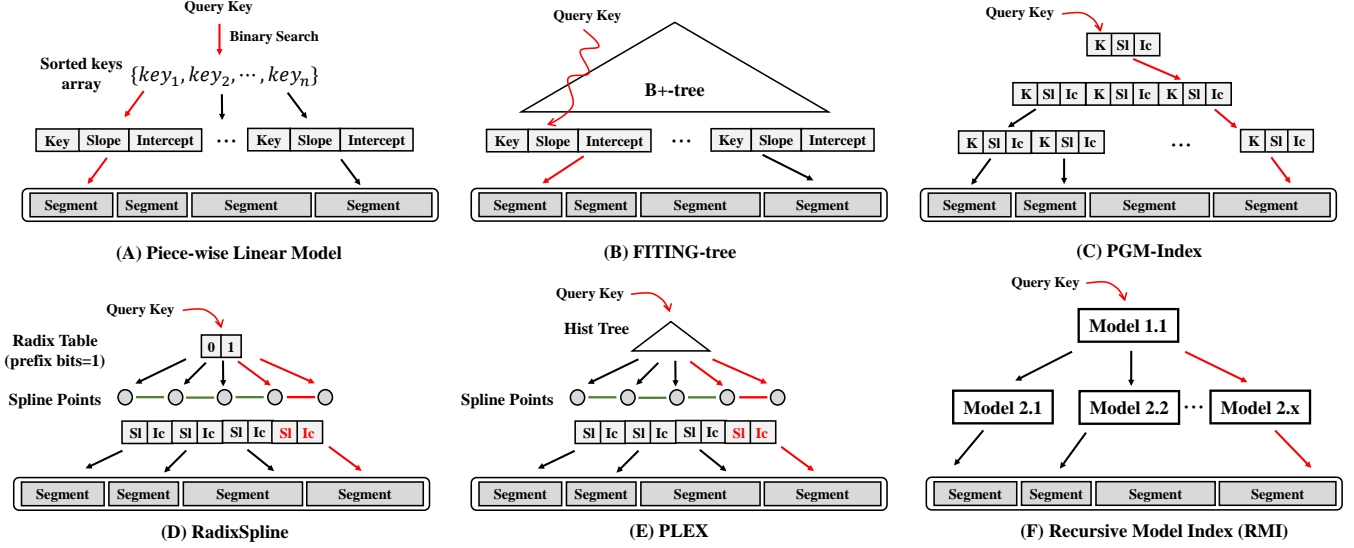 Query Key
Binary Search
Sorted keys
array
{key1, key2, ⋯, keyn}
Key Slope Intercept ⋯ Key Slope Intercept
Segment Segment Segment Segment
(A) Piece-wise Linear Model
Query Key
B+-tree
Key Slope Intercept ⋯ Key Slope Intercept
Segment Segment Segment Segment
(B) FITING-tree
Query Key
K Sl Ic
K Sl Ic K Sl Ic K Sl Ic
K Sl Ic K Sl Ic ⋯ K Sl Ic
Segment Segment Segment Segment
(C) PGM-Index
Query Key
Radix Table
(prefix bits=1)
0 1
Spline Points
Sl Ic Sl Ic Sl Ic Sl Ic
Segment Segment Segment Segment
(D) RadixSpline
Query Key
Hist Tree
Spline Points
Sl Ic Sl Ic Sl Ic Sl Ic
Segment Segment Segment Segment
(E) PLEX
Query Key
Model 1.1
Model 2.1 Model 2.2 ⋯ Model 2.x
Segment Segment Segment Segment
(F) Recursive Model Index (RMI)